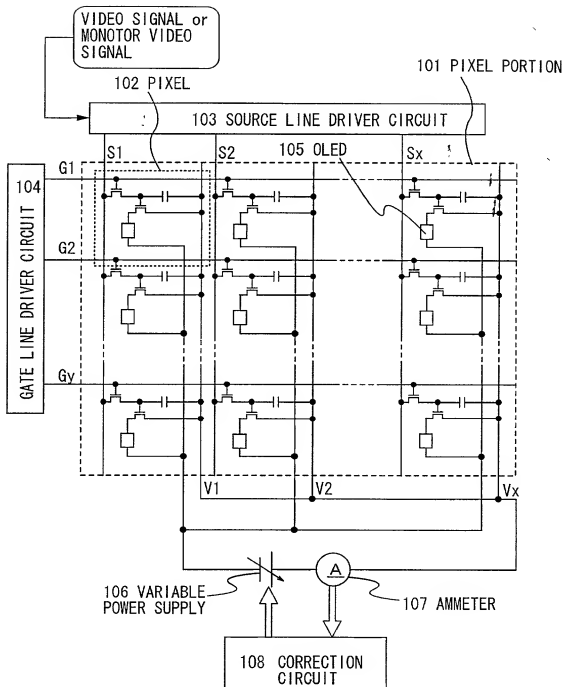 VIDEO SIGNAL or
MONOTOR VIDEO
SIGNAL
102 PIXEL
101 PIXEL PORTION
103 SOURCE LINE DRIVER CIRCUIT
S1
S2
105 OLED
Sx
G1
104
GATE LINE DRIVER CIRCUIT
G2
Gy
V1
V2
Vx
A
106 VARIABLE
POWER SUPPLY
107 AMMETER
108 CORRECTION
CIRCUIT